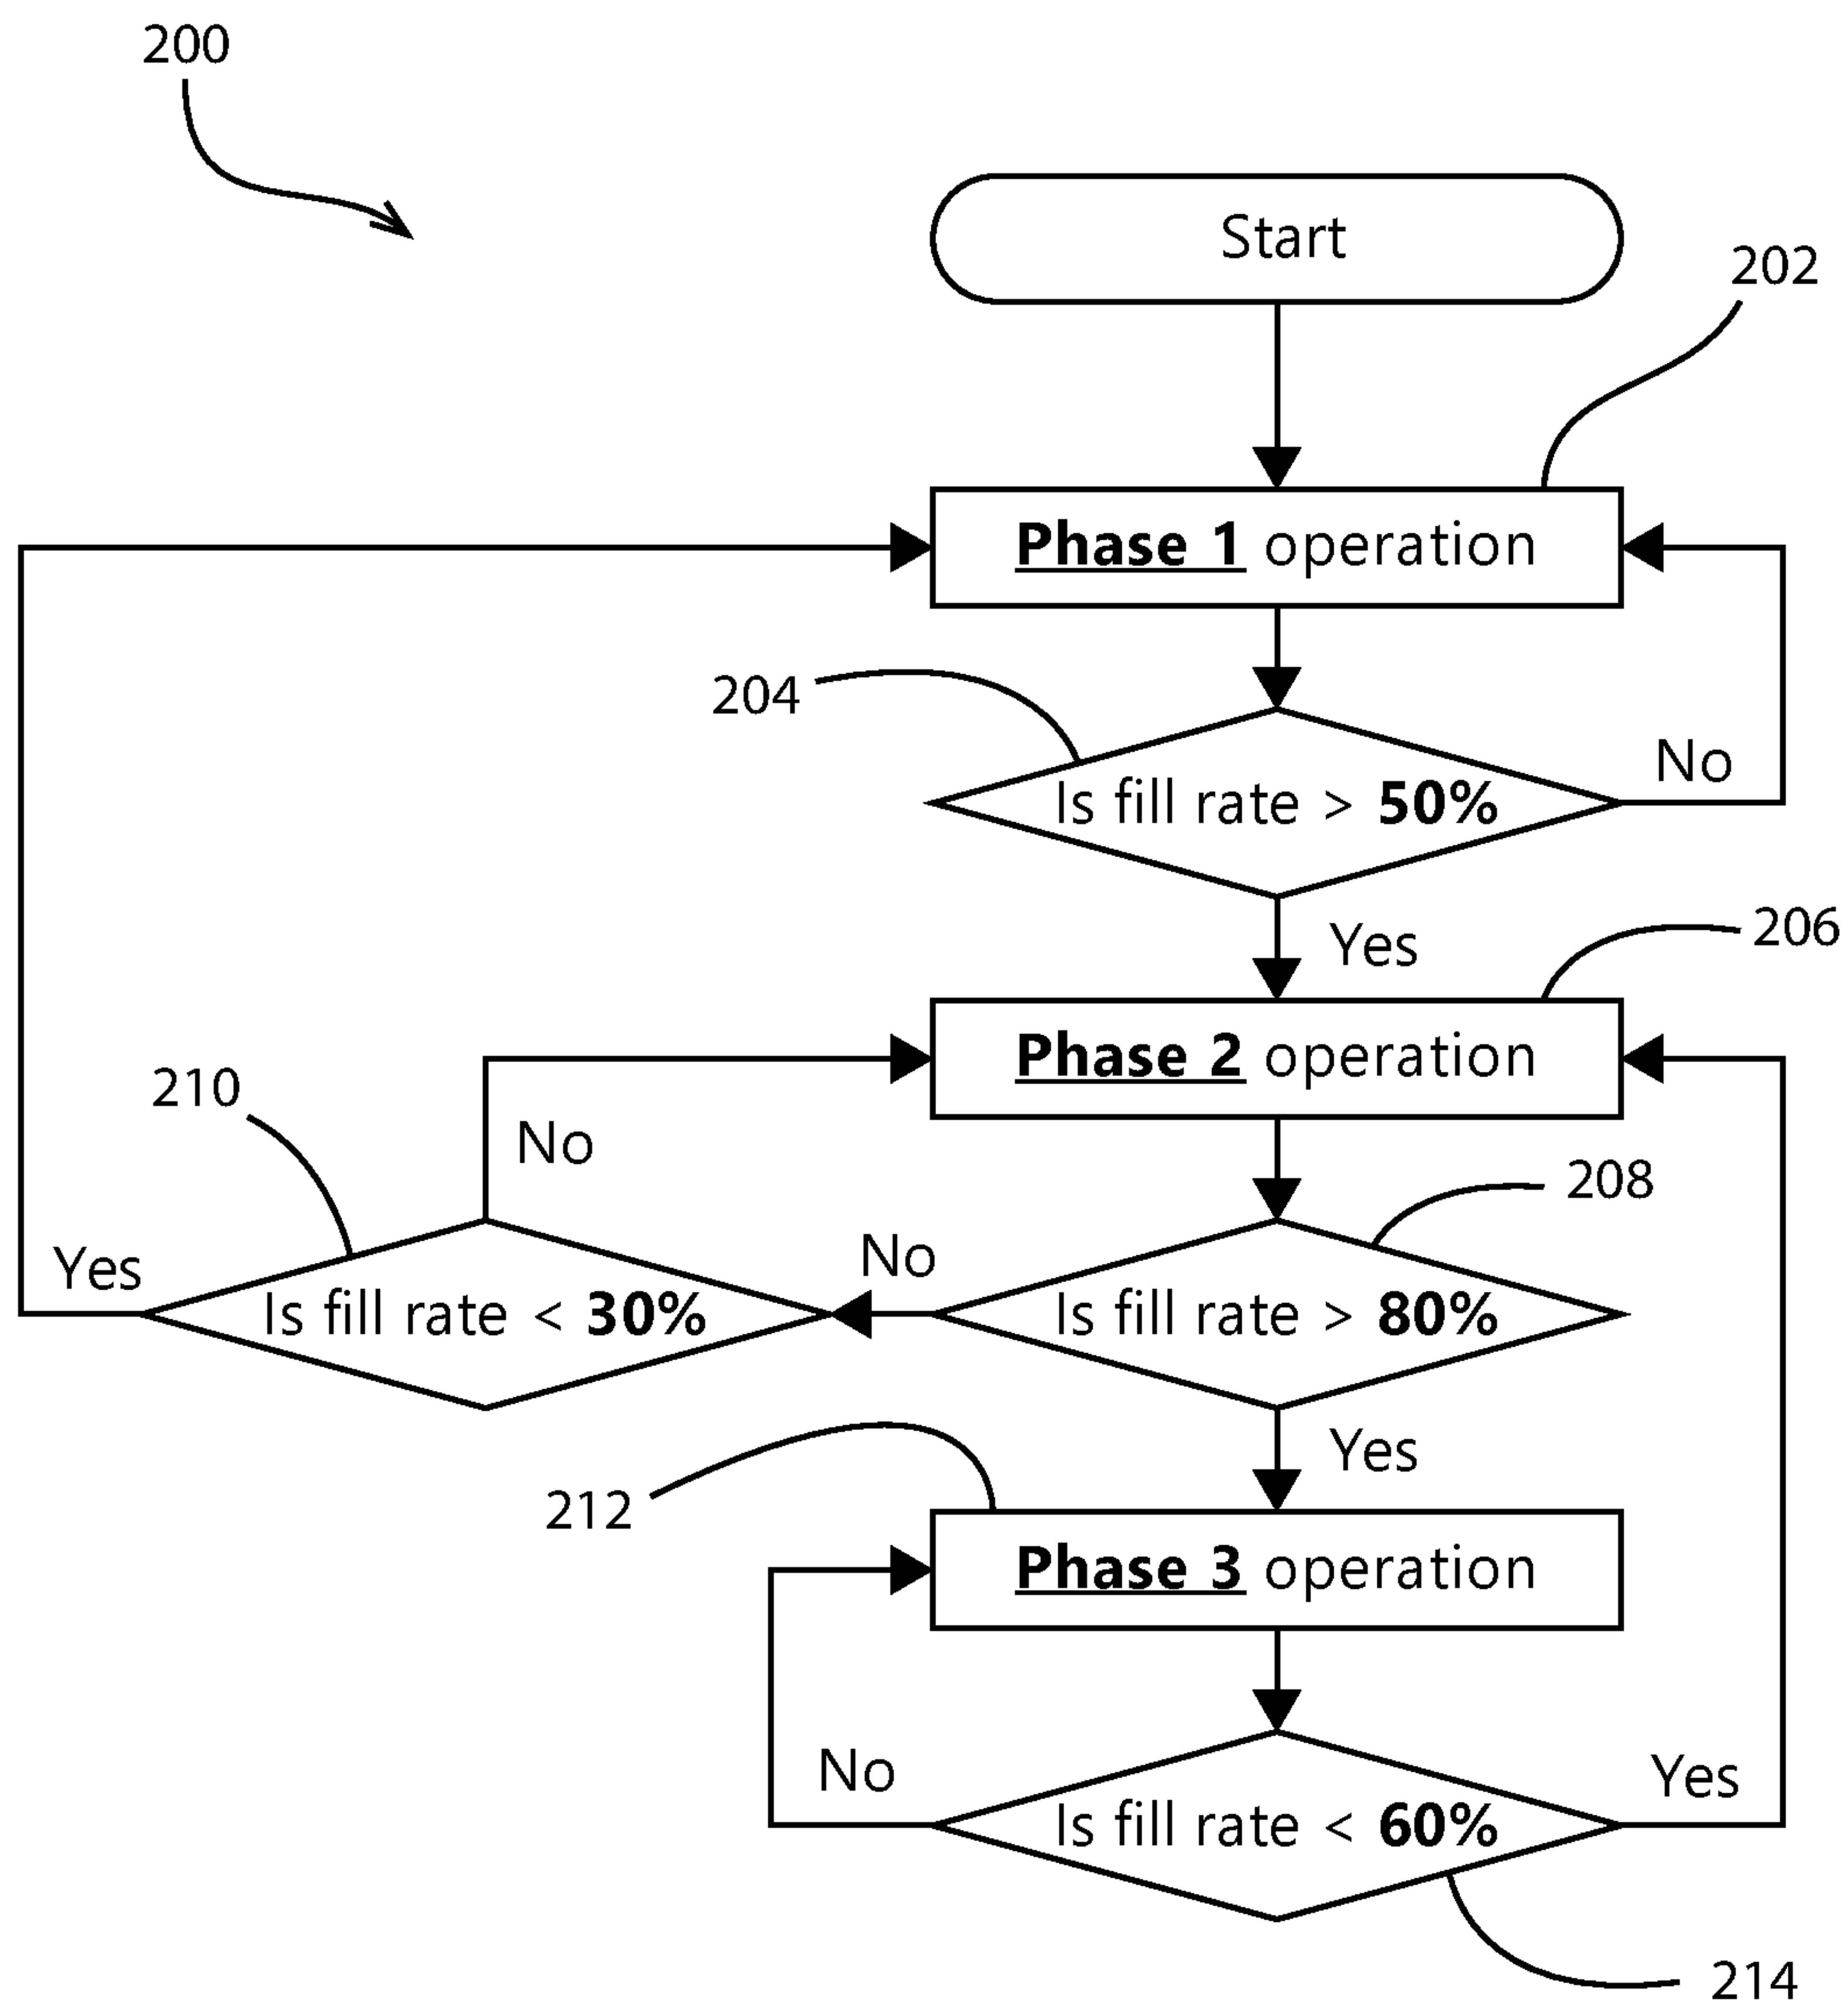 200
Start
202
Phase 1 operation
204
Is fill rate > 50%
No
Yes
206
Phase 2 operation
210
No
208
Yes
Is fill rate < 30%
No
Is fill rate > 80%
Yes
212
Phase 3 operation
No
Is fill rate < 60%
Yes
214